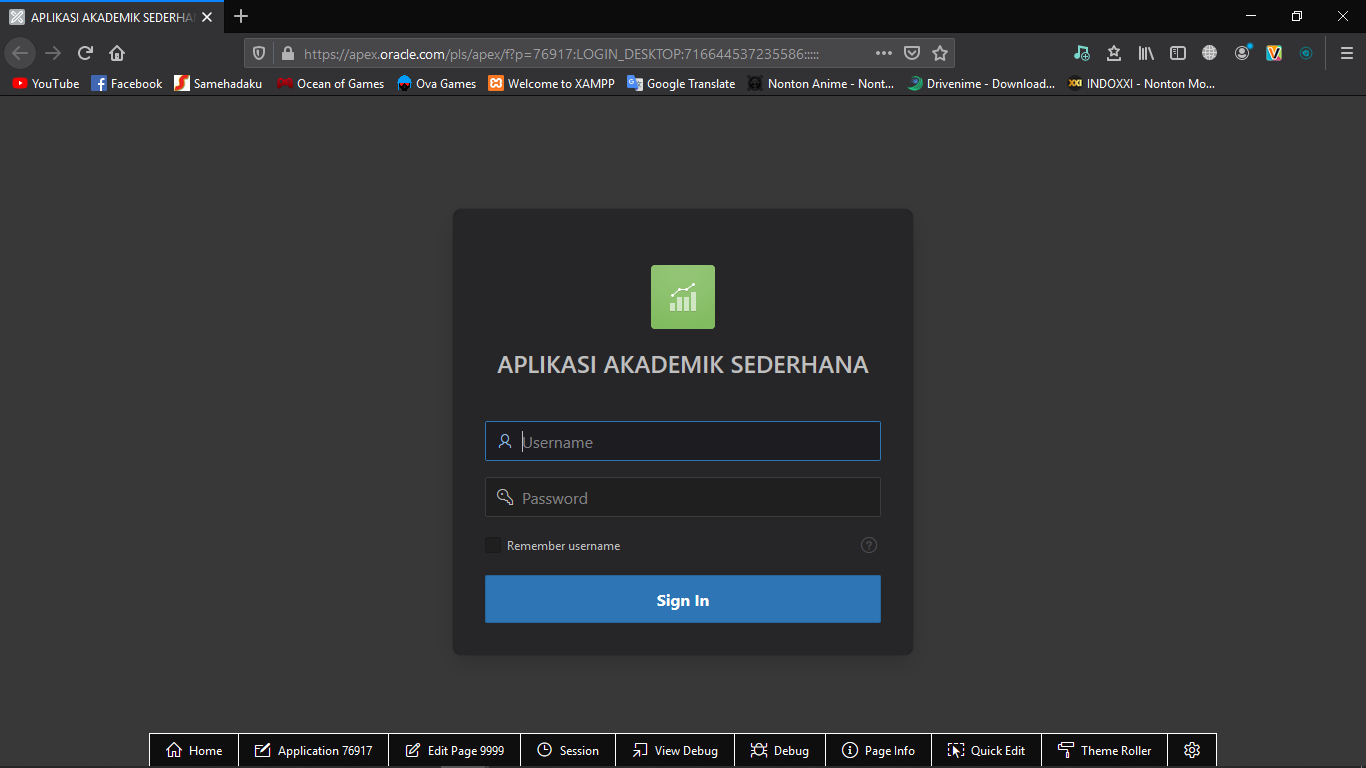 APLIKASI AKADEMIK SEDERHA
https://apex.oracle.com/pls/apex/f?p=76917:LOGIN_DESKTOP:716644537235586:::::
YouTube Facebook Samehadaku Ocean of Games Ova Games Welcome to XAMPP Google Translate Nonton Anime - Nont... Drivenime - Download... INDOXXI - Nonton Mo...
APLIKASI AKADEMIK SEDERHANA
Username
Password
Remember username
Sign In
Home Application 76917 Edit Page 9999 Session View Debug Debug Page Info Quick Edit Theme Roller